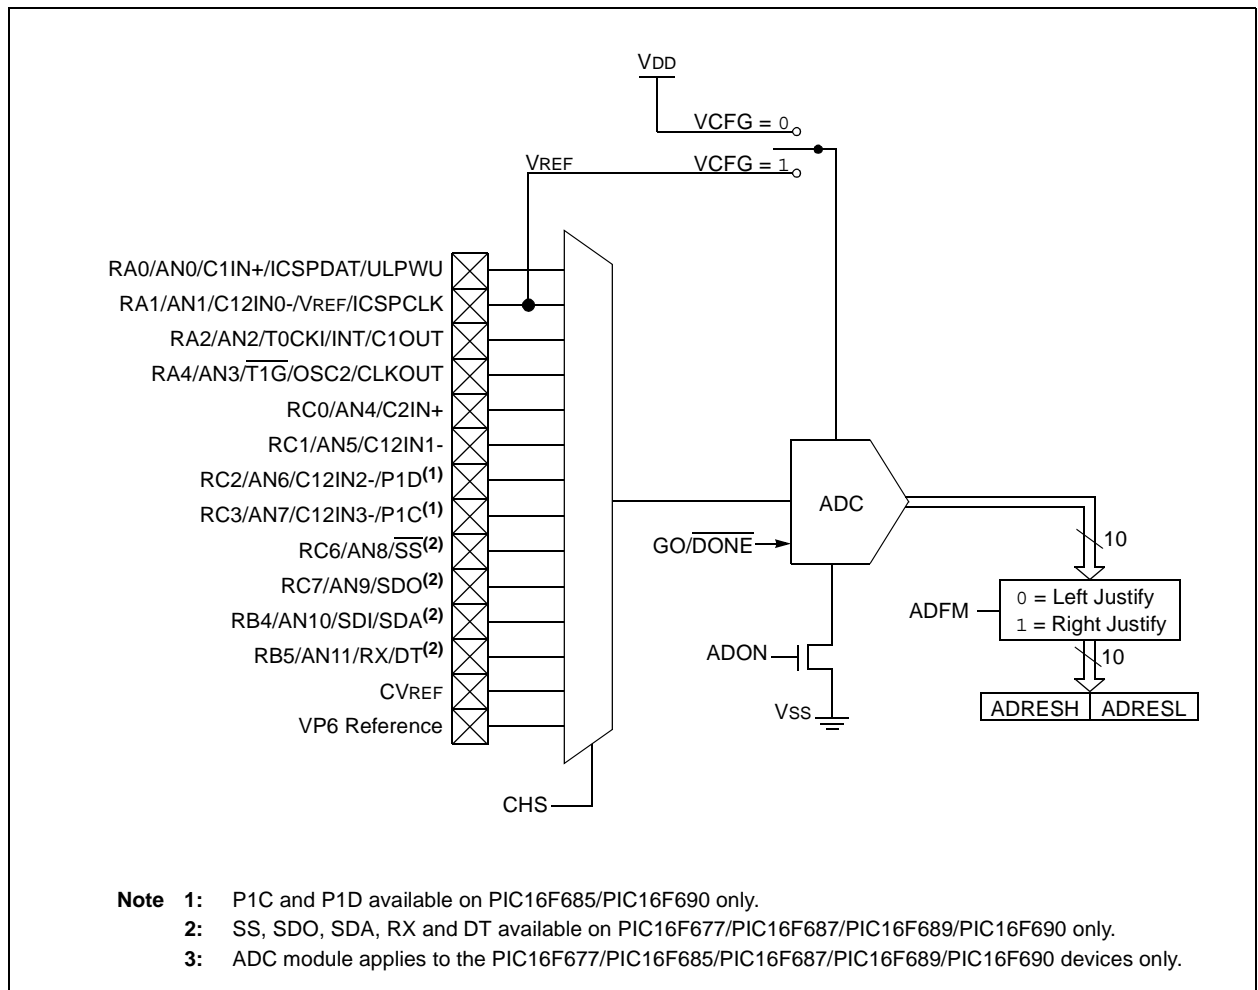 VDD
VCFG = 0
VREF
VCFG = 1
RA0/AN0/C1IN+/ICSPDAT/ULPWU
RA1/AN1/C12IN0-/VREF/ICSPCLK
RA2/AN2/T0CKI/INT/C1OUT
RA4/AN3/T1G/OSC2/CLKOUT
RC0/AN4/C2IN+
RC1/AN5/C12IN1-
RC2/AN6/C12IN2-/P1D(1)
RC3/AN7/C12IN3-/P1C(1)
RC6/AN8/SS(2)
RC7/AN9/SDO(2)
RB4/AN10/SDI/SDA(2)
RB5/AN11/RX/DT(2)
CVREF
VP6 Reference
CHS
ADC
GO/DONE
ADON
VSS
10
ADFM
0 = Left Justify
1 = Right Justify
10
ADRESH ADRESL
Note 1: P1C and P1D available on PIC16F685/PIC16F690 only.
2: SS, SDO, SDA, RX and DT available on PIC16F677/PIC16F687/PIC16F689/PIC16F690 only.
3: ADC module applies to the PIC16F677/PIC16F685/PIC16F687/PIC16F689/PIC16F690 devices only.